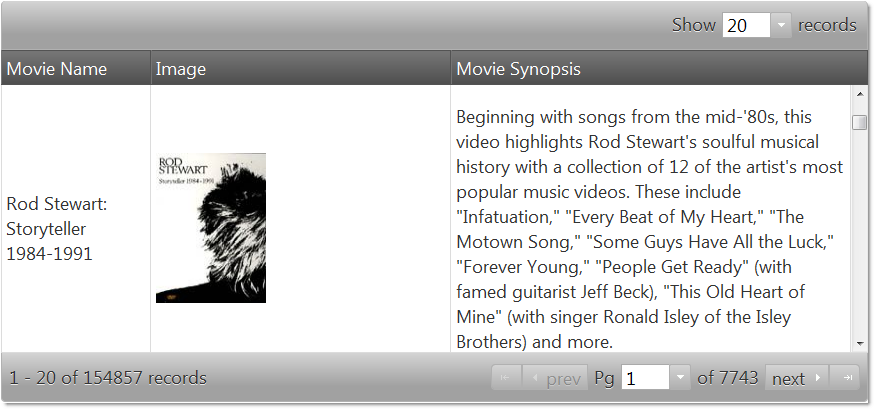 Show 20 records
Movie Name Image Movie Synopsis
Rod Stewart:
Storyteller
1984-1991
ROD
STEWART
Storyteller 1984-1991
Beginning with songs from the mid-'80s, this
video highlights Rod Stewart's soulful musical
history with a collection of 12 of the artist's most
popular music videos. These include
"Infatuation," "Every Beat of My Heart," "The
Motown Song," "Some Guys Have All the Luck,"
"Forever Young," "People Get Ready" (with
famed guitarist Jeff Beck), "This Old Heart of
Mine" (with singer Ronald Isley of the Isley
Brothers) and more.
1 - 20 of 154857 records prev Pg 1 of 7743 next